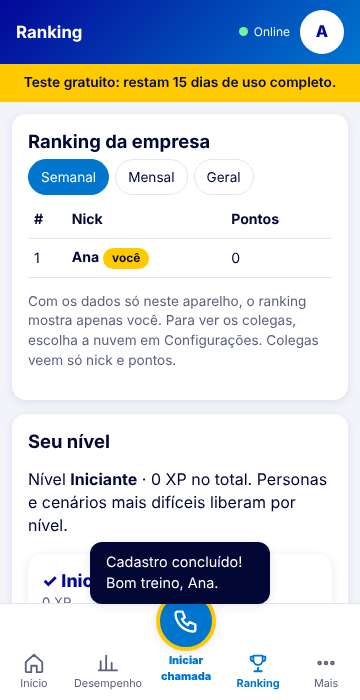 Ranking
Online
A
Teste gratuito: restam 15 dias de uso completo.
Ranking da empresa
Semanal
Mensal
Geral
# Nick Pontos
1 Ana você 0
Com os dados só neste aparelho, o ranking
mostra apenas você. Para ver os colegas,
escolha a nuvem em Configurações. Colegas
veem só nick e pontos.
Seu nível
Nível Iniciante · 0 XP no total. Personas
e cenários mais difíceis liberam por
nível.
Cadastro concluído!
Bom treino, Ana.
0 XP
Início
Desempenho
Iniciar
chamada
Ranking
Mais